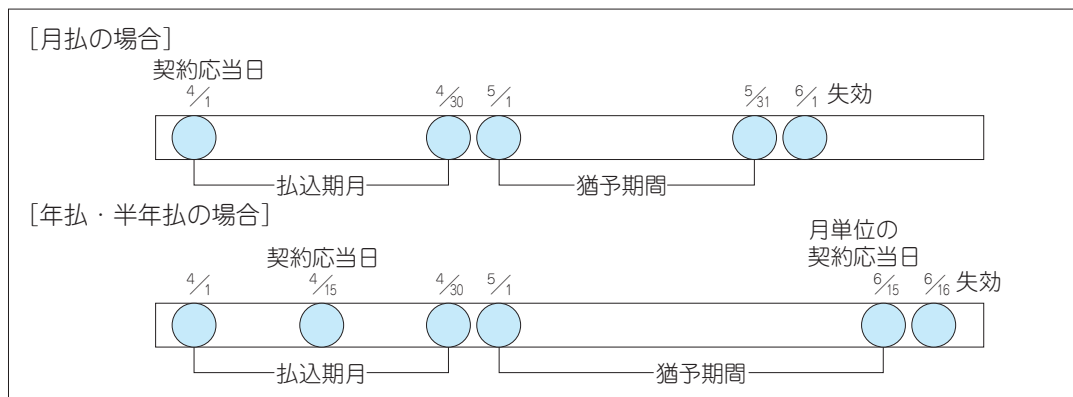 [月払の場合]
契約応当日
4/1 4/30 5/1 5/31 6/1 失効
払込期月 猶予期間
[年払・半年払の場合]
月単位の
契約応当日 契約応当日
4/1 4/15 4/30 5/1 6/15 6/16 失効
払込期月 猶予期間